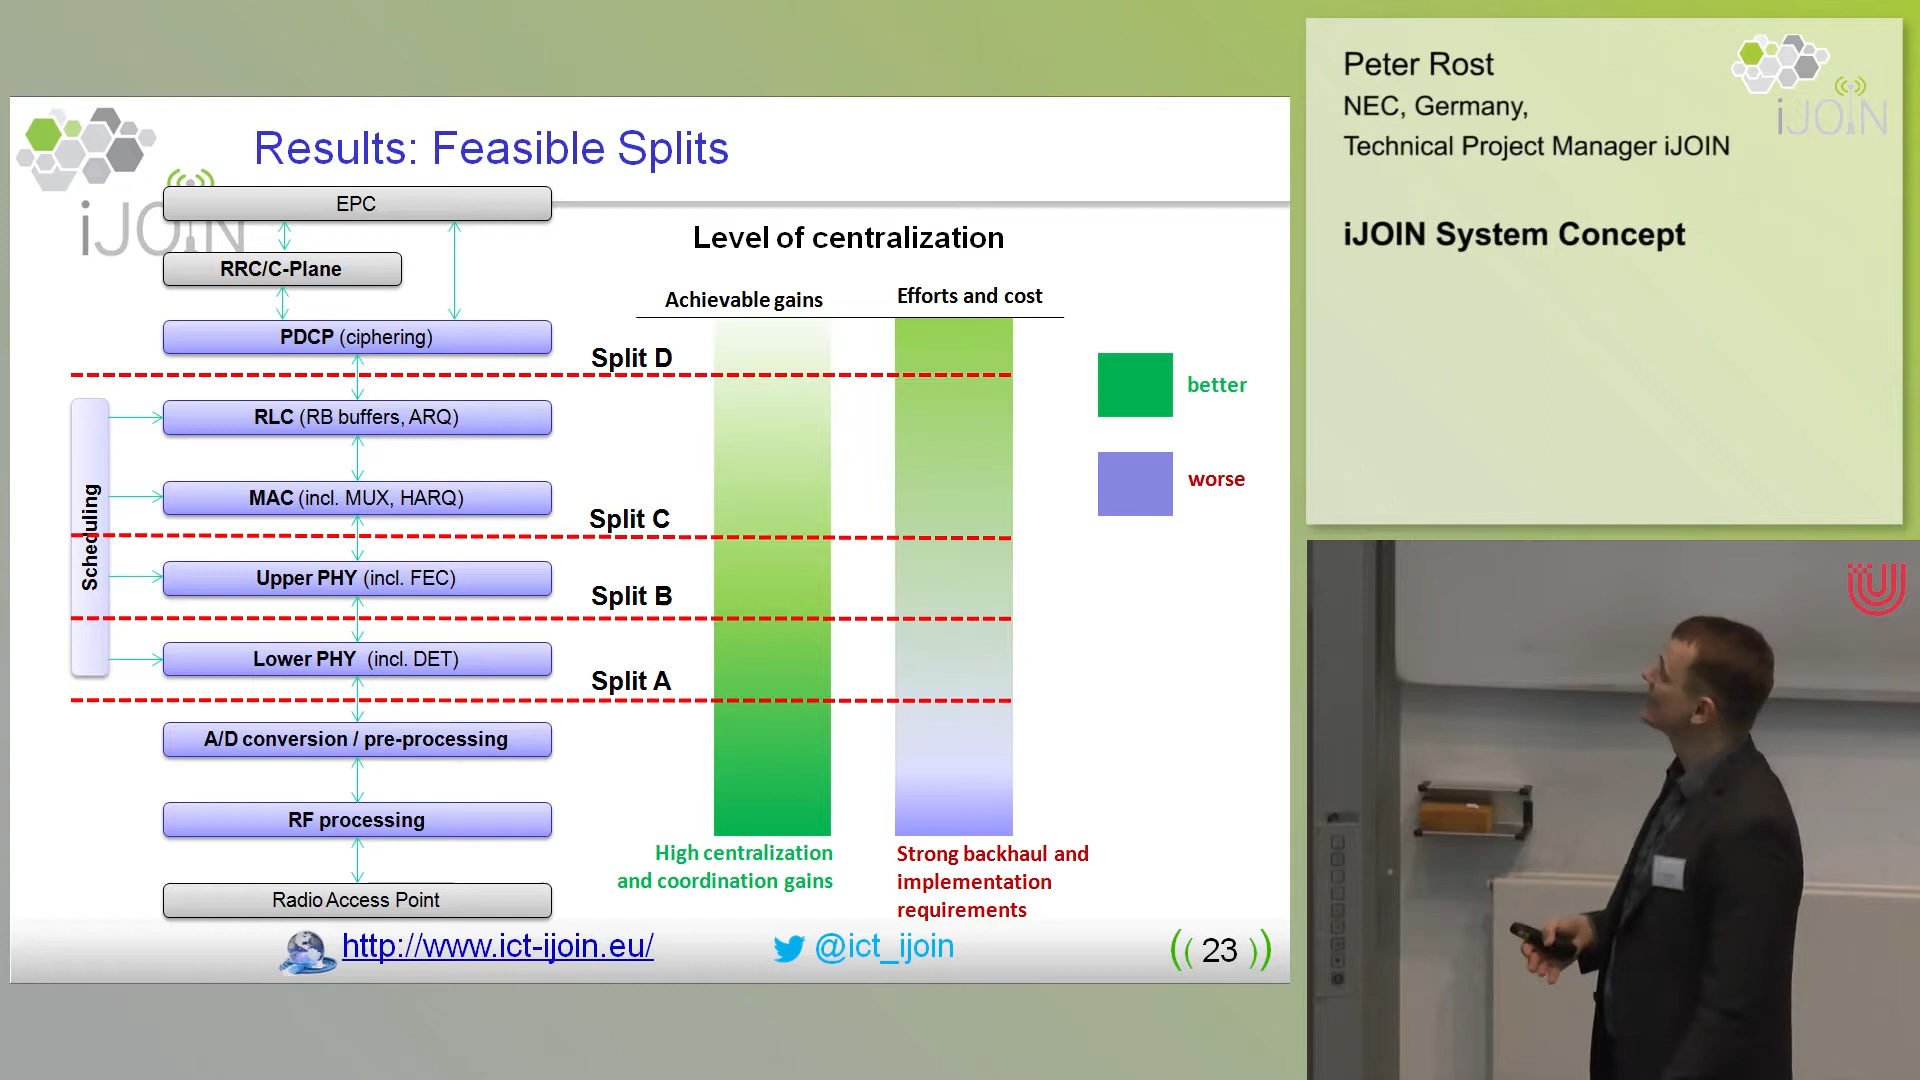 Results: Feasible Splits
iJOIN
EPC
RRC/C-Plane
PDCP (ciphering)
RLC (RB buffers, ARQ)
MAC (incl. MUX, HARQ)
Upper PHY (incl. FEC)
Lower PHY (incl. DET)
A/D conversion / pre-processing
RF processing
Radio Access Point
Scheduling
Split D
Split C
Split B
Split A
Level of centralization
Achievable gains
Efforts and cost
better
worse
High centralization
and coordination gains
Strong backhaul and
implementation
requirements
http://www.ict-ijoin.eu/
@ict_ijoin
(( 23 ))
Peter Rost
NEC, Germany,
Technical Project Manager iJOIN
iJOIN System Concept
iJOIN